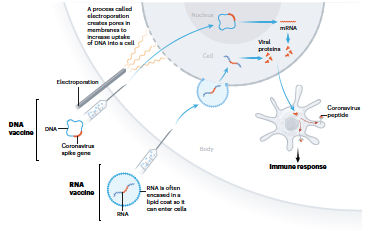 A process called
electroporation
creates pores in
membranes to
increase uptake
of DNA into a cell
Nucleus
mRNA
Viral
proteins
Cell
Electroporation
DNA
vaccine
DNA
Coronavirus
spike gene
Coronavirus
peptide
Body
Immune response
RNA
vaccine
RNA is often
encased in a
lipid coat so it
can enter cells
RNA